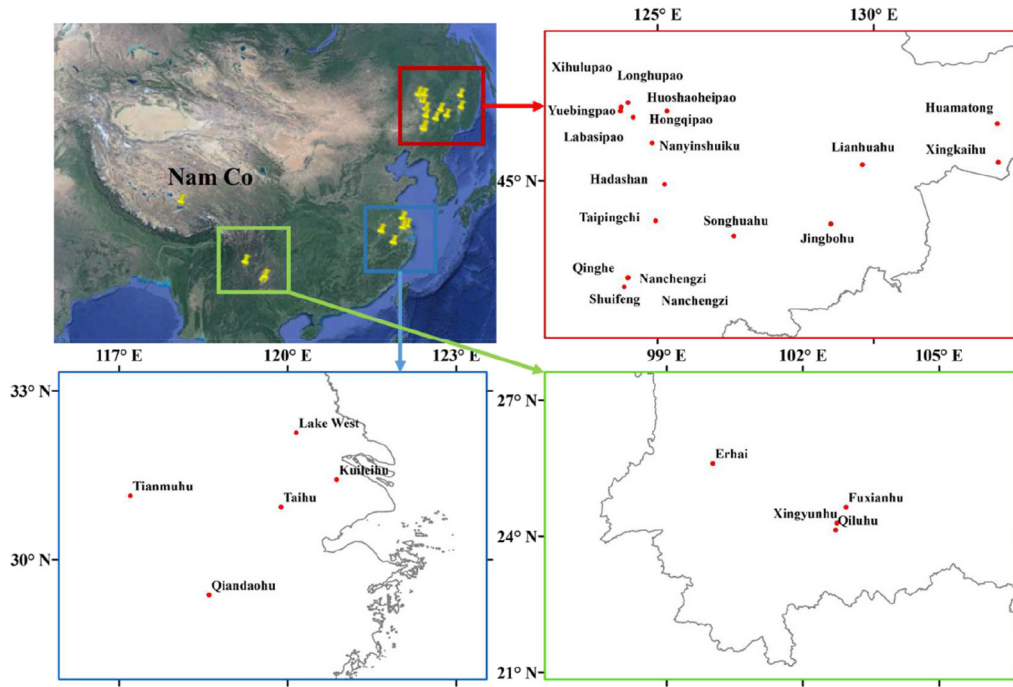 125° E 130° E
Xihulupao
Longhupao
Yuebingpao
Huoshaoheipao
Hongqipao
Huamatong
Labasipao
Nanyinshuiku
Lianhuahu
Xingkaihu
Nam Co
45° N
Hadashan
Taipingchi
Songhuahu
Jingbohu
Qinghe
Nanchengzi
Shuifeng
Nanchengzi
117° E 120° E 123° E
99° E 102° E 105° E
33° N
Lake West
Kuileihu
Tianmuhu
Taihu
30° N
Qiandaohu
27° N
Erhai
Fuxianhu
Xingyunhu
Qiluhu
24° N
21° N